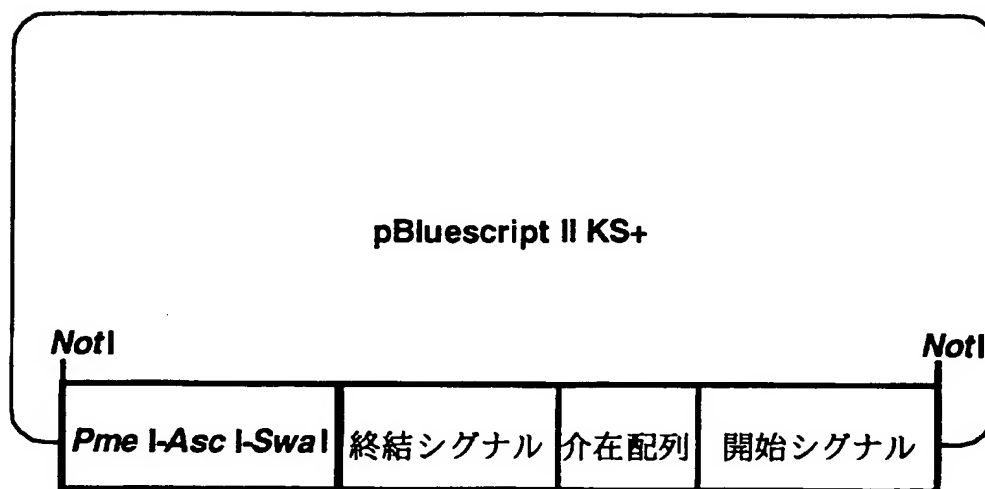 pBluescript II KS+
NotI
NotI
Pme I-Asc I-Swa I
終結シグナル
介在配列
開始シグナル